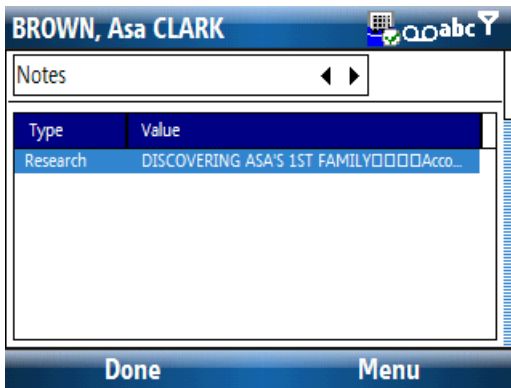 BROWN, Asa CLARK abc
Notes
Type Value
Research DISCOVERING ASA'S 1ST FAMILY□□□□Acco...
Done Menu